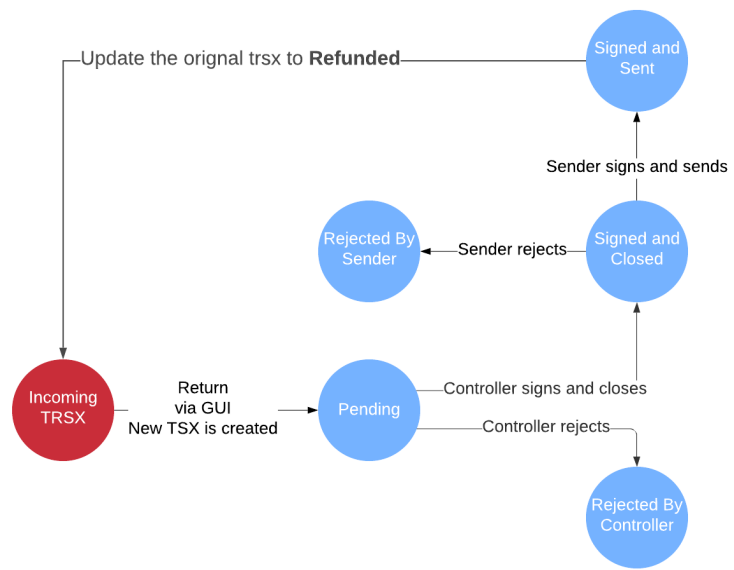 Signed and
Sent
Update the orignal trsx to Refunded
Sender signs and sends
Rejected By
Sender
Sender rejects
Signed and
Closed
Incoming
TRSX
Return
via GUI
New TSX is created
Pending
Controller signs and closes
Controller rejects
Rejected By
Controller